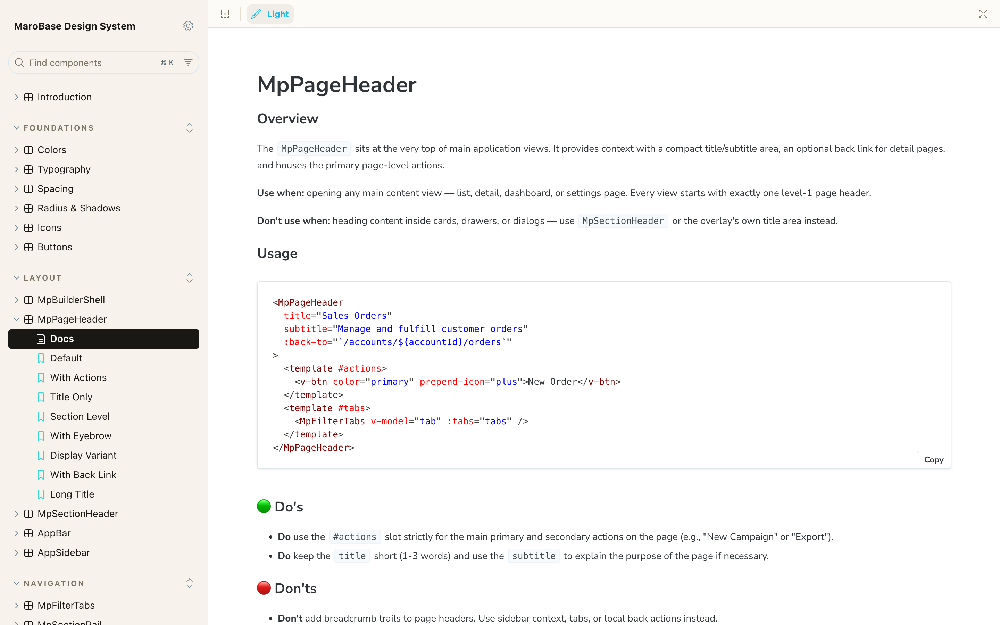 MaroBase Design System
Find components
⌘ K
Introduction
FOUNDATIONS
Colors
Typography
Spacing
Radius & Shadows
Icons
Buttons
LAYOUT
MpBuilderShell
MpPageHeader
Docs
Default
With Actions
Title Only
Section Level
With Eyebrow
Display Variant
With Back Link
Long Title
MpSectionHeader
AppBar
AppSidebar
NAVIGATION
MpFilterTabs
MpSectionRail
Light
MpPageHeader
Overview
The MpPageHeader sits at the very top of main application views. It provides context with a compact title/subtitle area, an optional back link for detail pages,
and houses the primary page-level actions.
Use when: opening any main content view — list, detail, dashboard, or settings page. Every view starts with exactly one level-1 page header.
Don't use when: heading content inside cards, drawers, or dialogs — use MpSectionHeader or the overlay's own title area instead.
Usage
<MpPageHeader
  title="Sales Orders"
  subtitle="Manage and fulfill customer orders"
  :back-to="`/accounts/${accountId}/orders`"
>
  <template #actions>
    <v-btn color="primary" prepend-icon="plus">New Order</v-btn>
  </template>
  <template #tabs>
    <MpFilterTabs v-model="tab" :tabs="tabs" />
  </template>
</MpPageHeader>
Copy
Do's
• Do use the #actions slot strictly for the main primary and secondary actions on the page (e.g., "New Campaign" or "Export").
• Do keep the title short (1-3 words) and use the subtitle to explain the purpose of the page if necessary.
Don'ts
• Don't add breadcrumb trails to page headers. Use sidebar context, tabs, or local back actions instead.